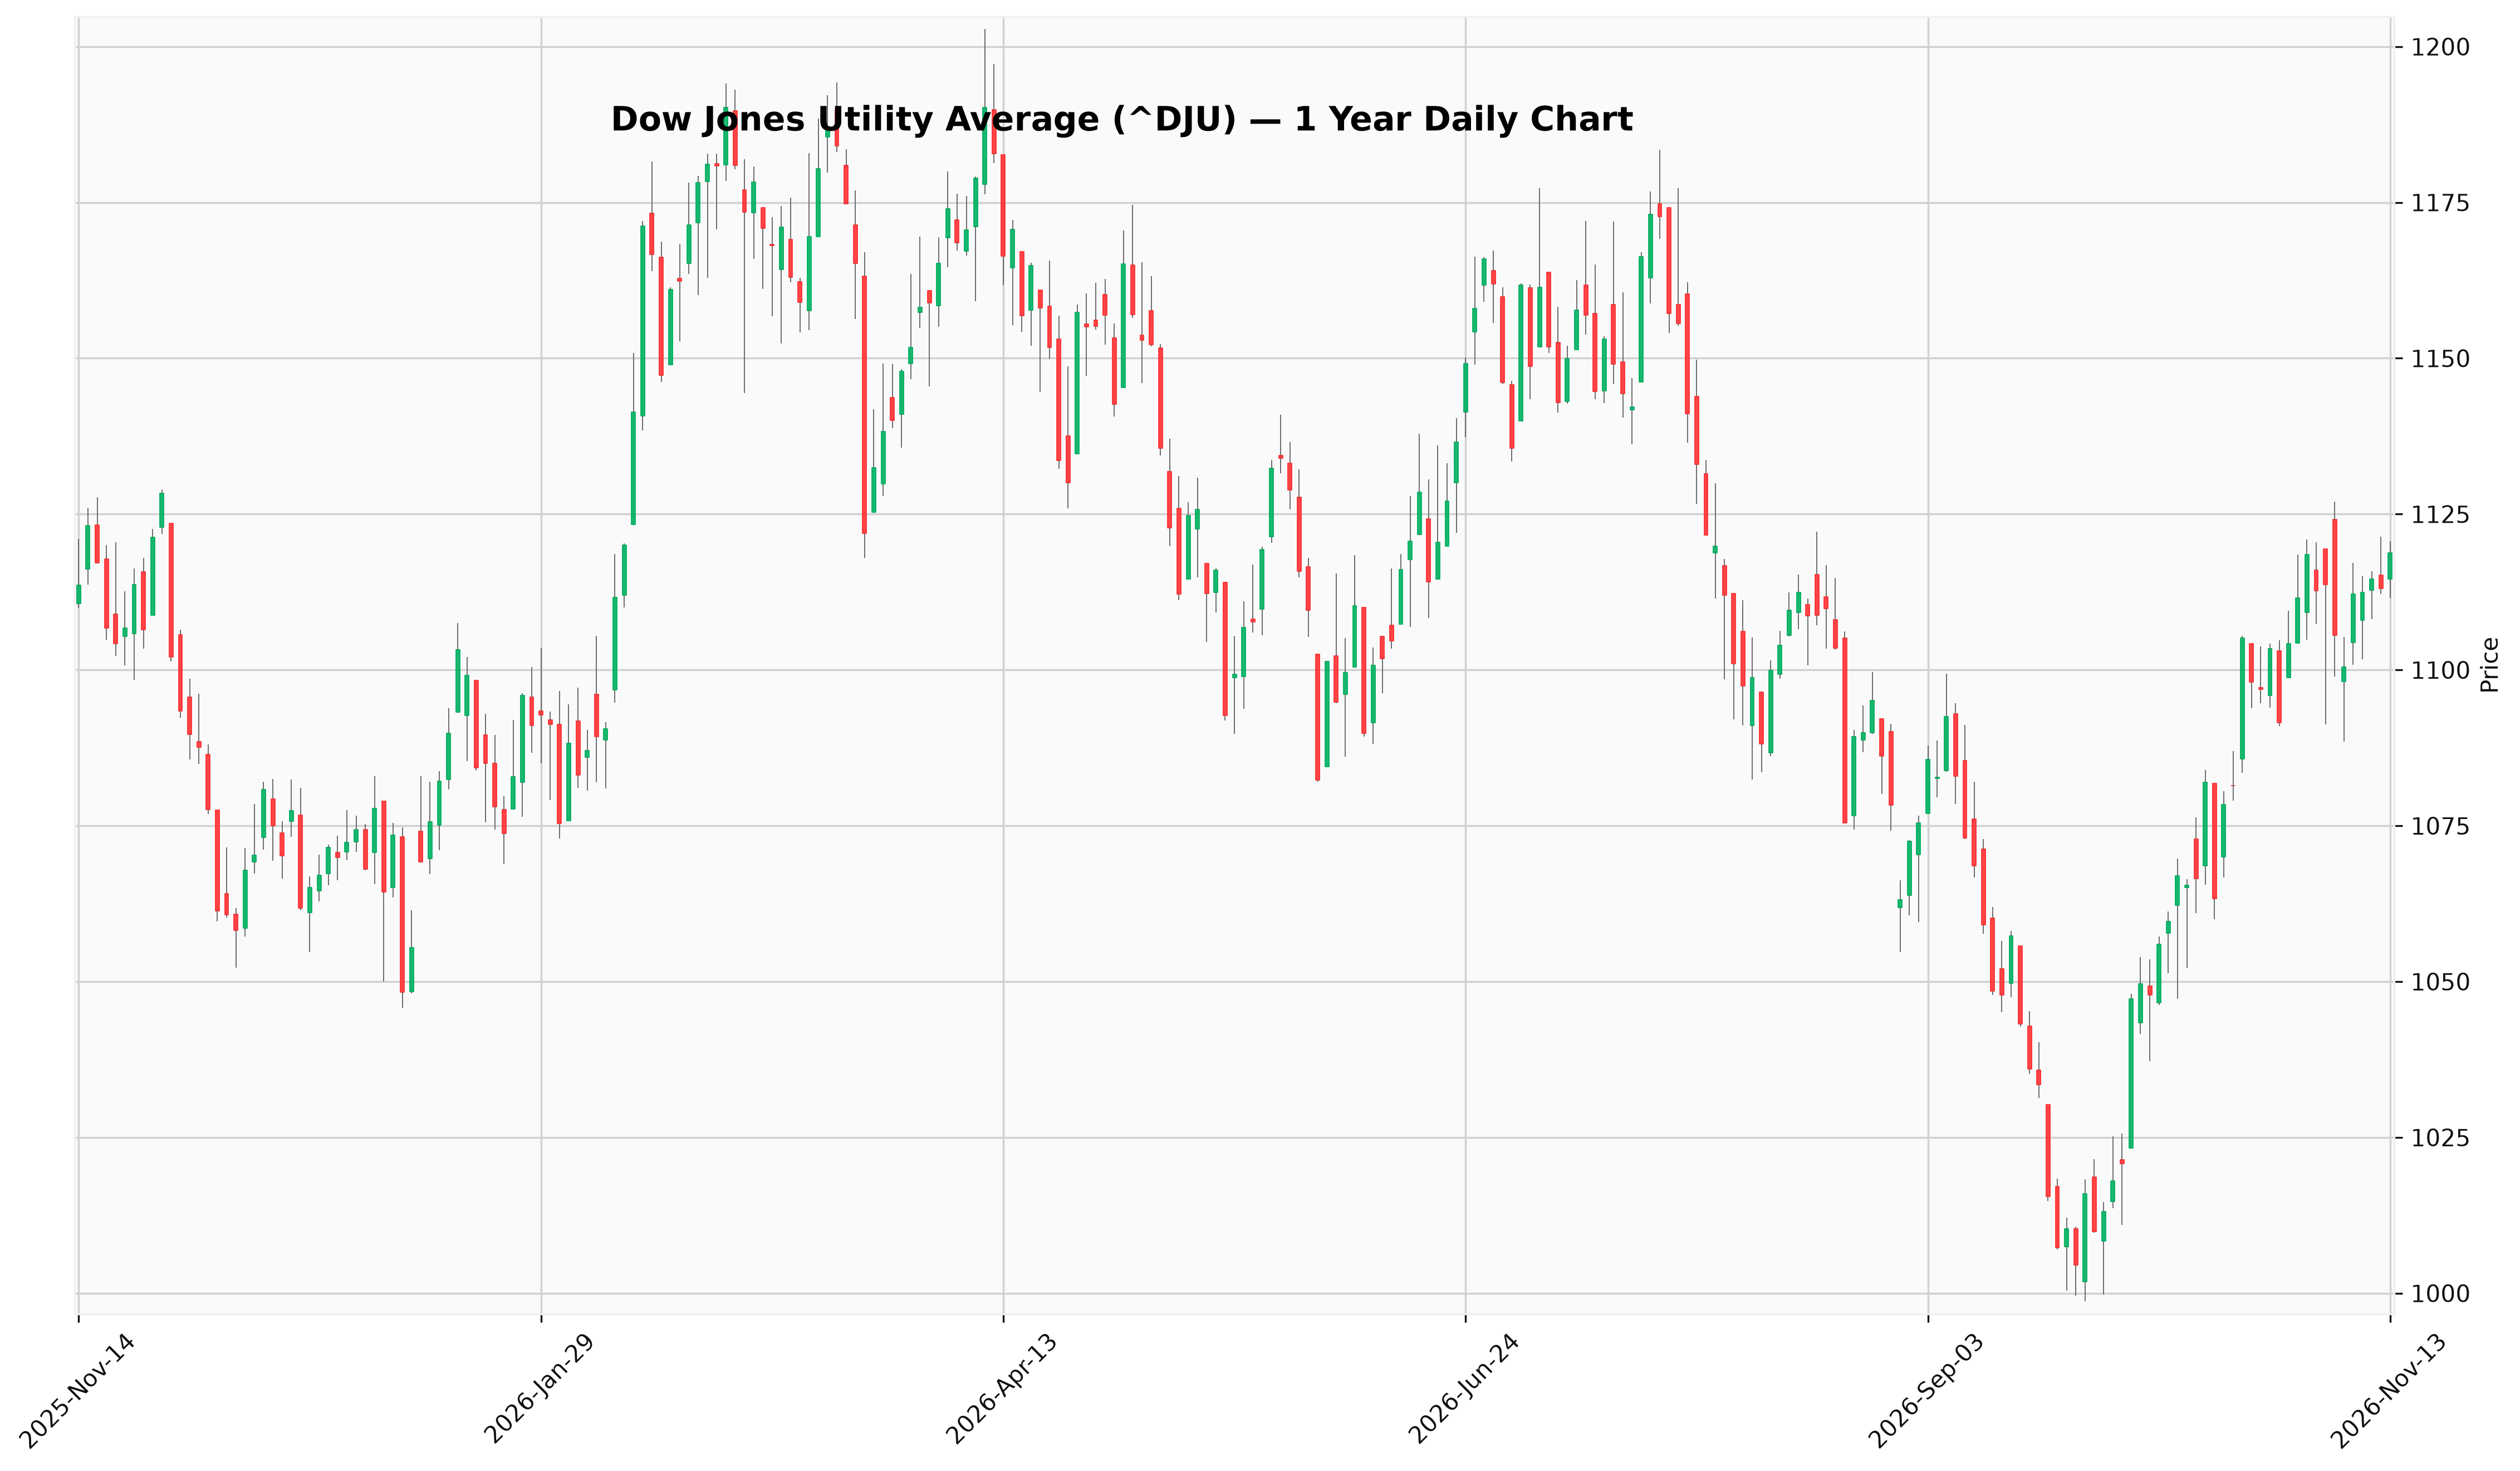 Dow Jones Utility Average (^DJU) — 1 Year Daily Chart
1200
1175
1150
1125
1100
1075
1050
1025
1000
Price
2025-Nov-14
2026-Jan-29
2026-Apr-13
2026-Jun-24
2026-Sep-03
2026-Nov-13